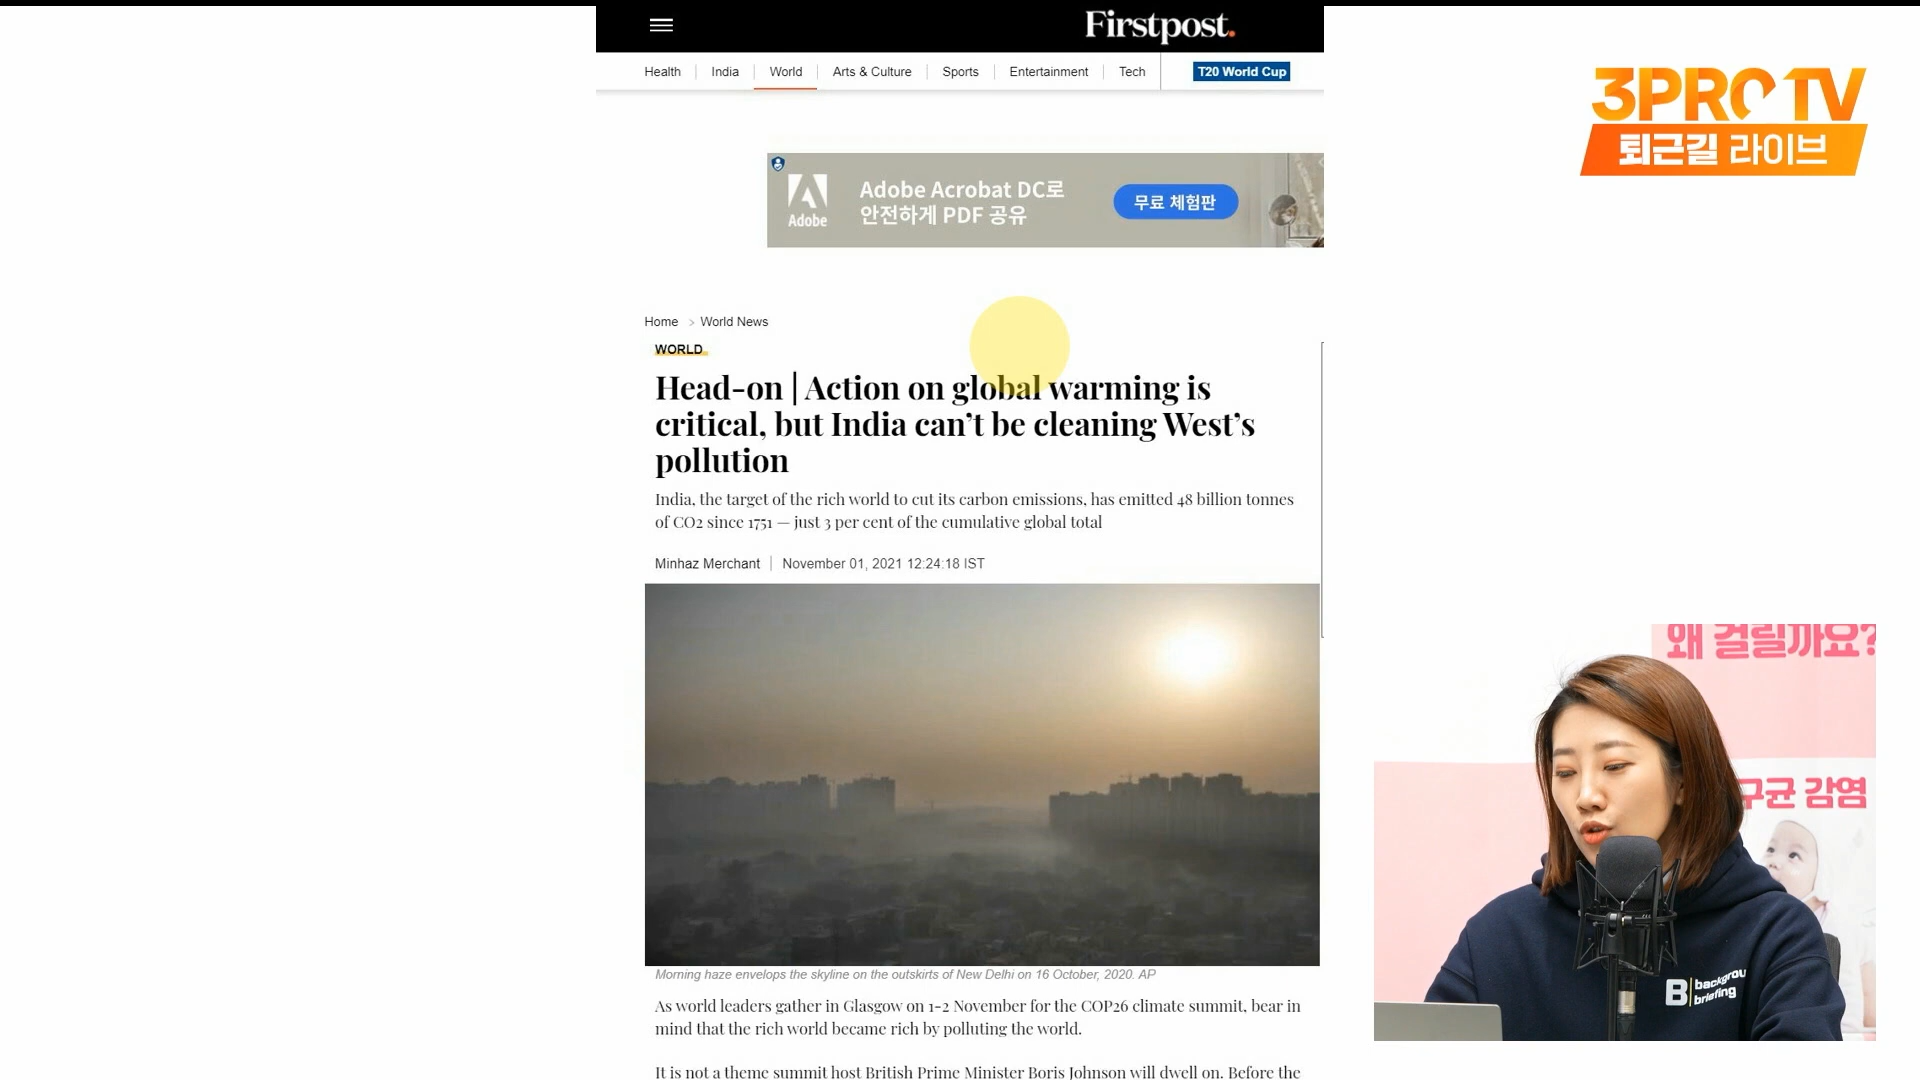 Firstpost.
Health
India
World
Arts & Culture
Sports
Entertainment
Tech
T20 World Cup
3PRO TV
퇴근길 라이브
Adobe
Adobe Acrobat DC로
안전하게 PDF 공유
무료 체험판
Home > World News
WORLD
Head-on | Action on global warming is
critical, but India can’t be cleaning West’s
pollution
India, the target of the rich world to cut its carbon emissions, has emitted 48 billion tonnes
of CO2 since 1751 — just 3 per cent of the cumulative global total
Minhaz Merchant | November 01, 2021 12:24:18 IST
Morning haze envelops the skyline on the outskirts of New Delhi on 16 October, 2020. AP
As world leaders gather in Glasgow on 1-2 November for the COP26 climate summit, bear in
mind that the rich world became rich by polluting the world.
It is not a theme summit host British Prime Minister Boris Johnson will dwell on. Before the
왜 걸릴까요?
구균 감염
B backgrou
briefing